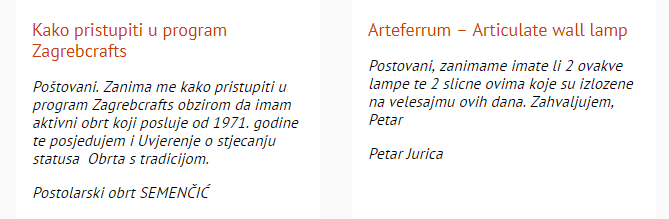 Kako pristupiti u program
Zagrebcrafts
Poštovani. Zanima me kako pristupiti u
program Zagrebcrafts obzirom da imam
aktivni obrt koji posluje od 1971. godine
te posjedujem i Uvjerenje o stjecanju
statusa Obrta s tradicijom.
Postolarski obrt SEMENČIĆ
Arteferrum – Articulate wall lamp
Postovani, zanimame imate li 2 ovakve
lampe te 2 slicne ovima koje su izlozene
na velesajmu ovih dana. Zahvaljujem,
Petar
Petar Jurica